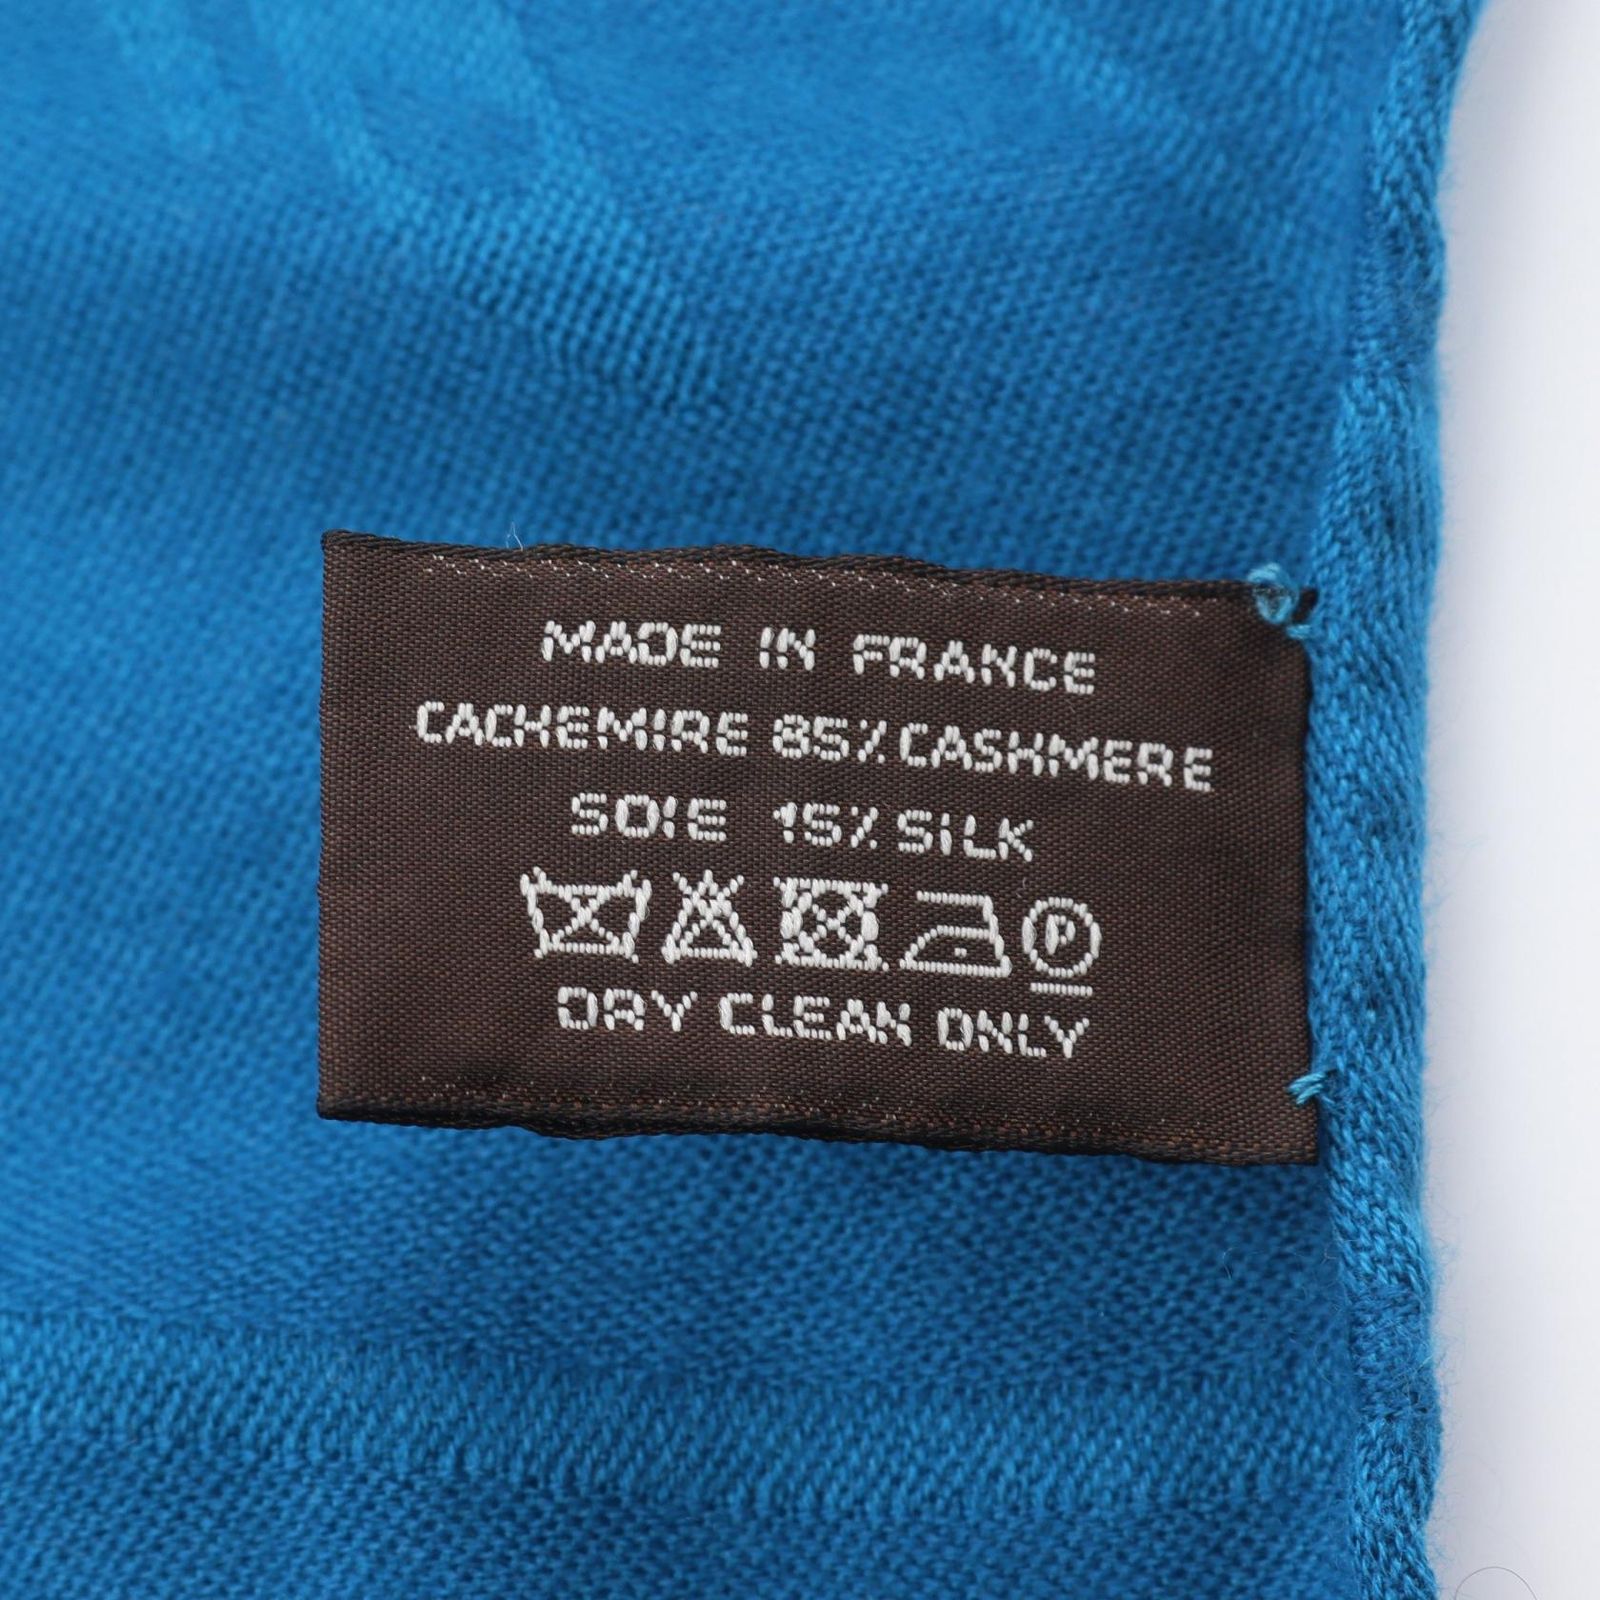 MADE IN FRANCE
CACHEMIRE 85% CASHMERE
SOIE 15% SILK
P
DRY CLEAN ONLY